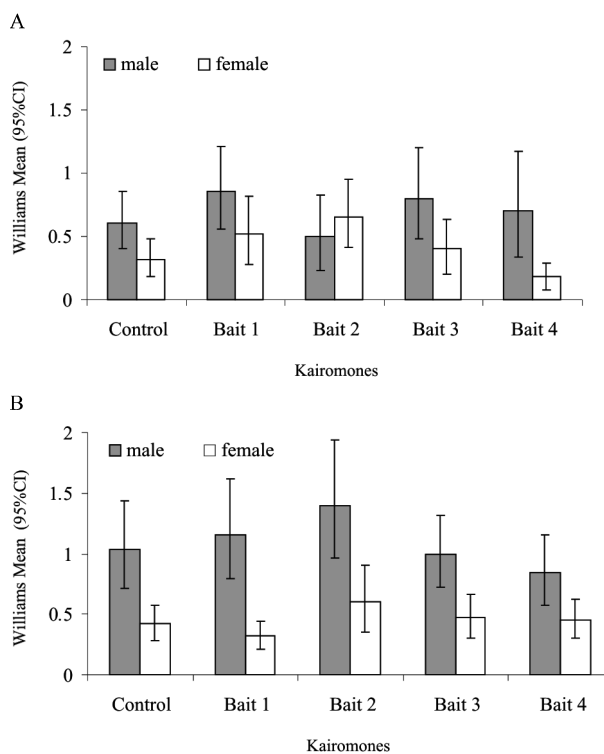 A
Williams Mean (95%CI)
2
1.5
1
0.5
0
male female
Control Bait 1 Bait 2 Bait 3 Bait 4
Kairomones
B
Williams Mean (95%CI)
2
1.5
1
0.5
0
male female
Control Bait 1 Bait 2 Bait 3 Bait 4
Kairomones